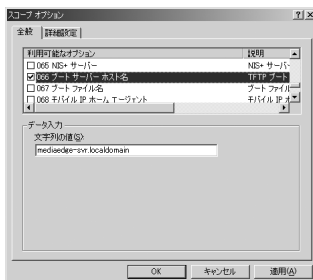 スコープ オプション
全般 詳細設定
利用可能なオプション 説明
065 NIS+ サーバー NIS+ サーバ
066 ブート サーバー ホスト名 TFTP ブート
067 ブート ファイル名 ブート ファイル
068 モバイル IP ホーム エージェント モバイル IP
データ入力
文字列の値(S)
mediaedge-svr.localdomain
OK キャンセル 適用(A)